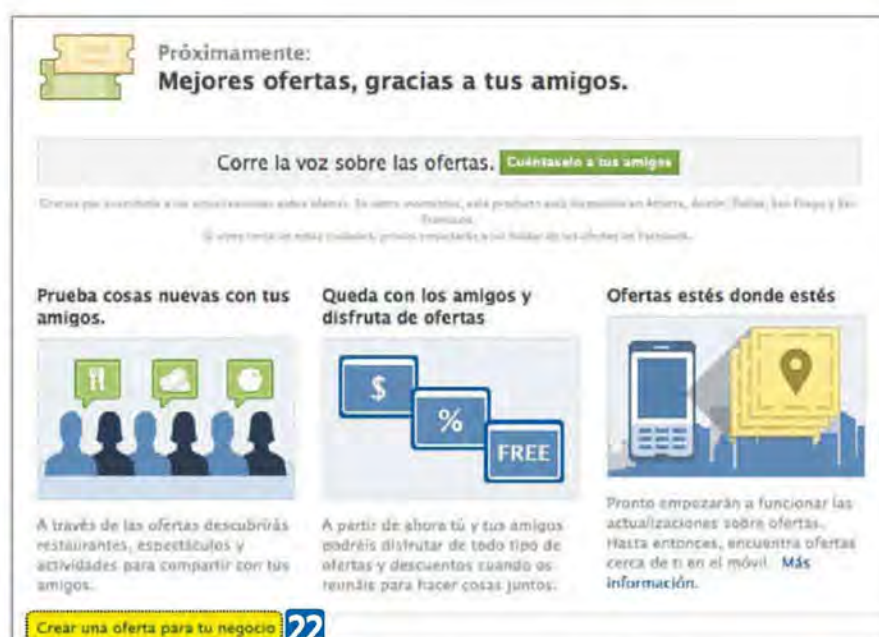 Próximamente:
Mejores ofertas, gracias a tus amigos.
Corre la voz sobre las ofertas. Cuéntaselo a tus amigos
Prueba cosas nuevas con tus
amigos.
A través de las ofertas descubrirás
restaurantes, espectáculos y
actividades para compartir con tus
amigos.
Queda con los amigos y
disfruta de ofertas
$
%
FREE
A partir de ahora tú y tus amigos
podréis disfrutar de todo tipo de
ofertas y descuentos cuando os
reunáis para hacer cosas juntos.
Ofertas estés donde estés
Pronto empezarán a funcionar las
actualizaciones sobre ofertas.
Hasta entonces, encuentra ofertas
cerca de ti en el móvil. Más
información.
Crear una oferta para tu negocio 22